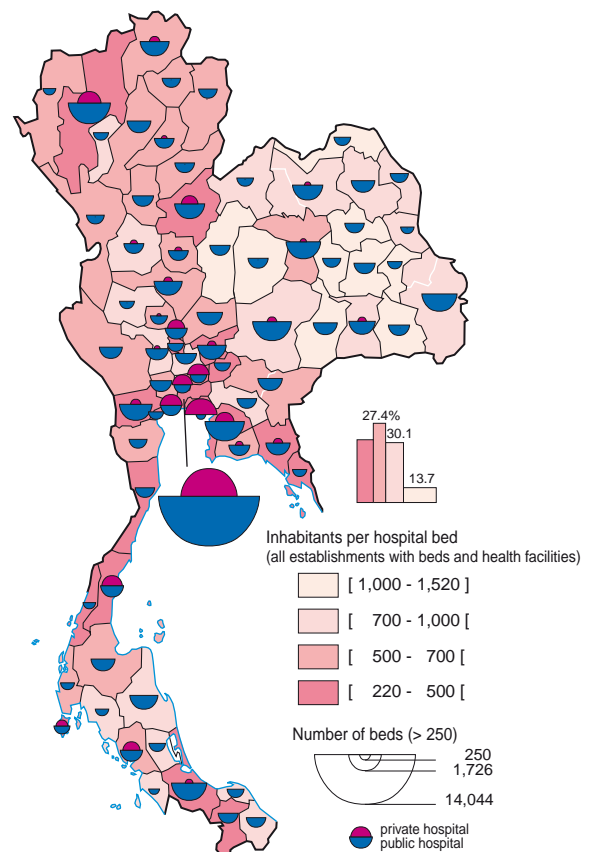 27.4%
30.1
13.7
Inhabitants per hospital bed
(all establishments with beds and health facilities)
[ 1,000 - 1,520 ]
[ 700 - 1,000 [
[ 500 - 700 [
[ 220 - 500 [
Number of beds (> 250)
250
1,726
14,044
private hospital
public hospital